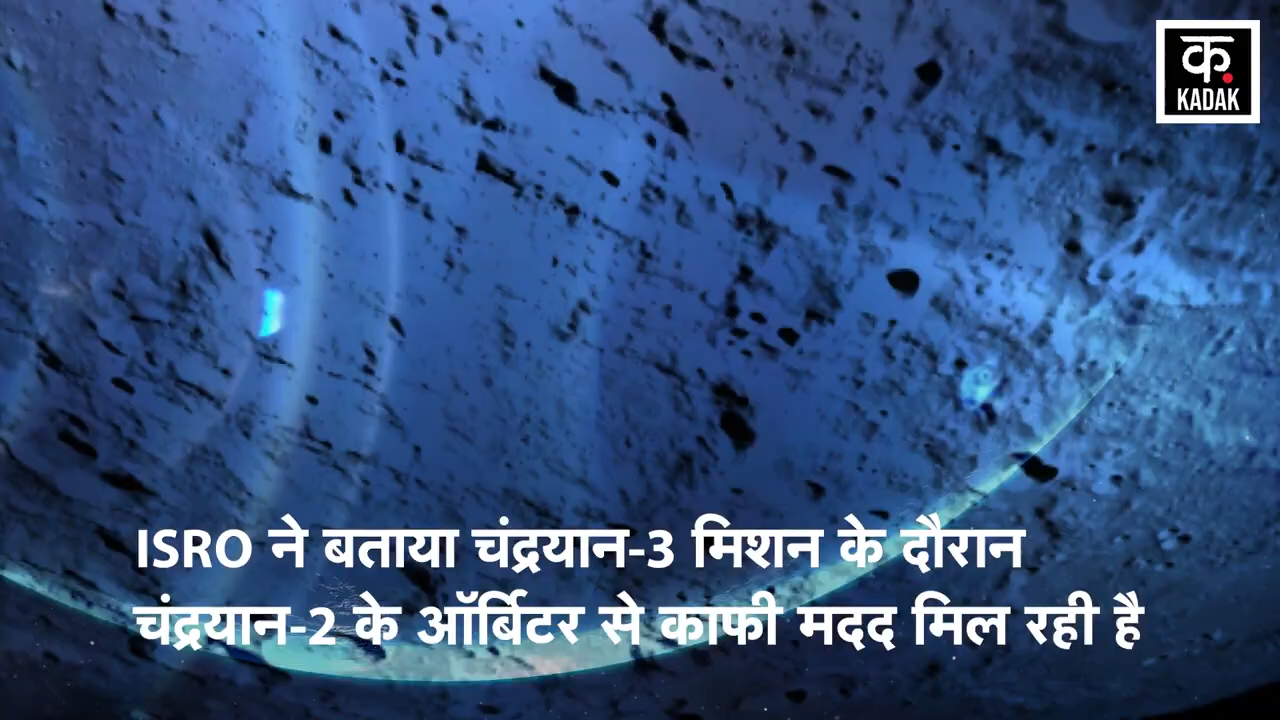 क
KADAK
ISRO ने बताया चंद्रयान-3 मिशन के दौरान
चंद्रयान-2 के ऑर्बिटर से काफी मदद मिल रही है